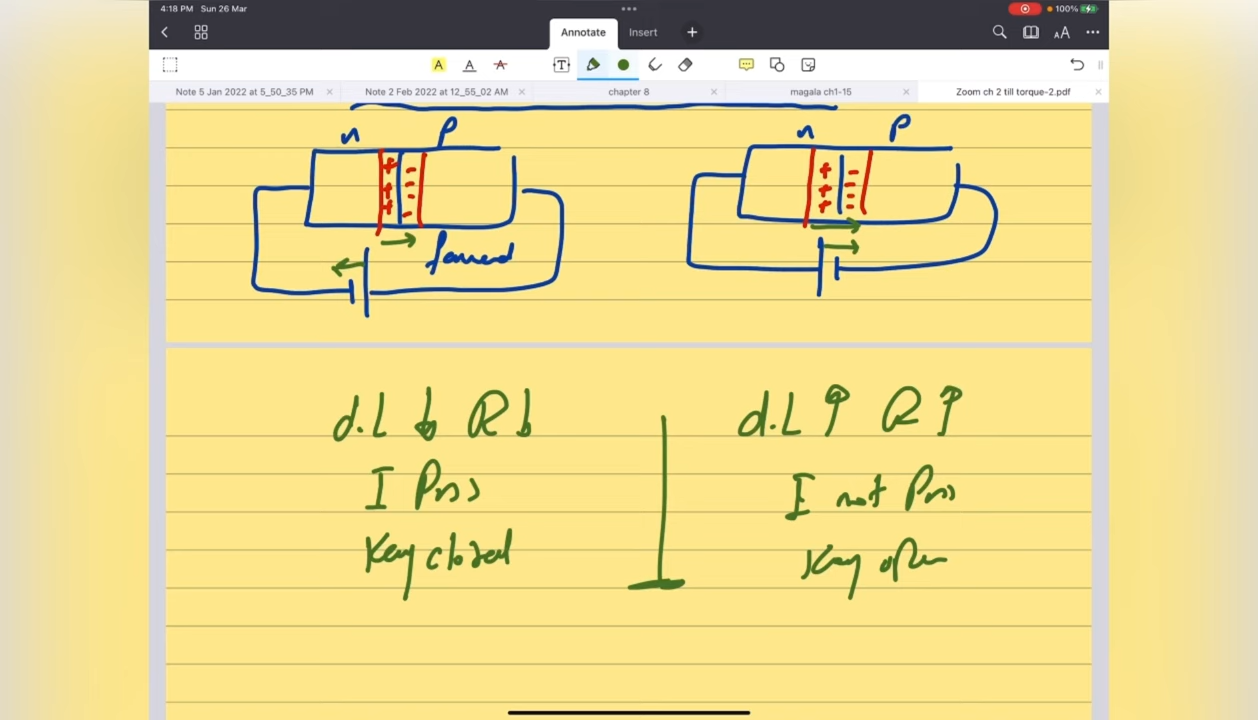 4:18 PM Sun 26 Mar
100%
Annotate Insert +
A A A T AA
Note 5 Jan 2022 at 5_50_35 PM × Note 2 Feb 2022 at 12_55_02 AM × chapter 8 × magala ch1-15 × Zoom ch 2 till torque-2.pdf ×
n P
+ -
+ -
+ -
-
n P
+ -
+ -
+ -
-
forward
d.L ↓ R ↓
I Pass
Key closed
d.L ↑ R ↑
I not Pass
Key open